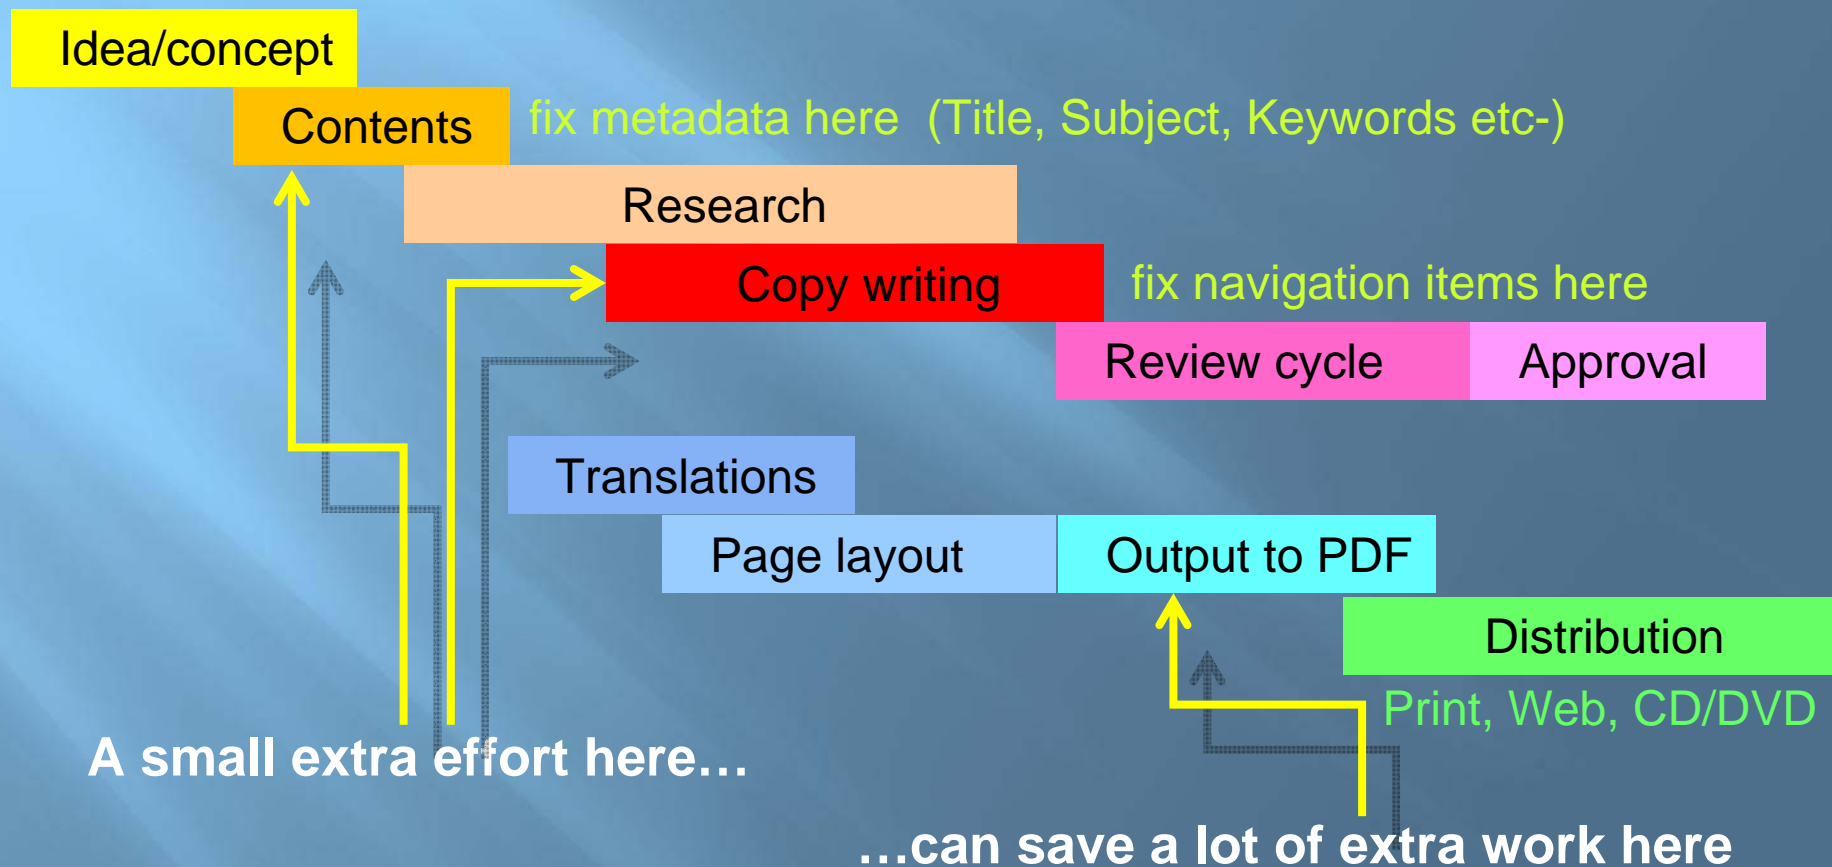 Idea/concept
Contents
fix metadata here (Title, Subject, Keywords etc-)
Research
Copy writing
fix navigation items here
Review cycle
Approval
Translations
Page layout
Output to PDF
Distribution
Print, Web, CD/DVD
A small extra effort here…
…can save a lot of extra work here